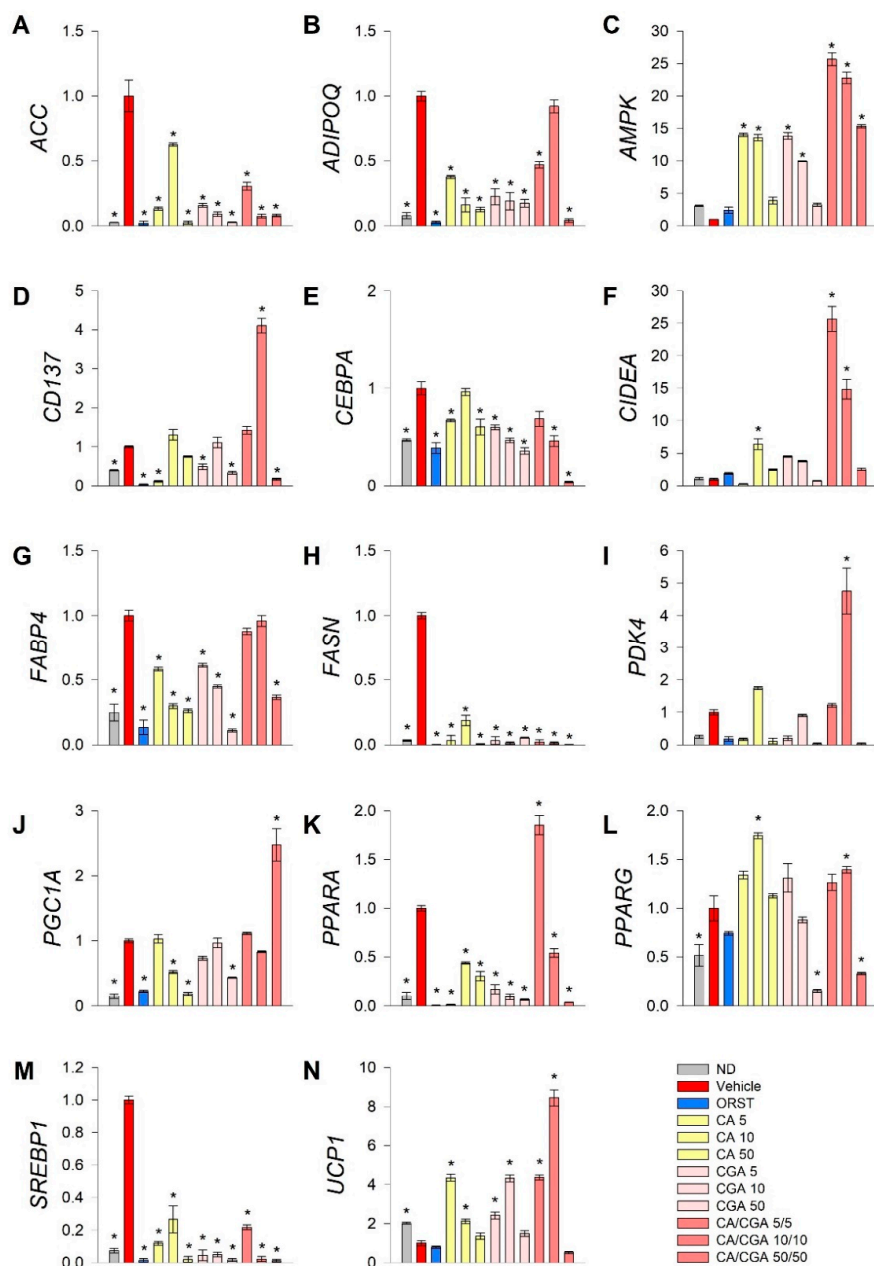 A
ACC
1.5
1.0
0.5
0.0
* * * * * * * * * * *
B
ADIPOQ
1.5
1.0
0.5
0.0
* * * * * * * * * *
C
AMPK
30
25
20
15
10
5
0
* * * * * * *
D
CD137
5
4
3
2
1
0
* * * * * * *
E
CEBPA
2
1
0
* * * * * * * * *
F
CIDEA
30
25
20
15
10
5
0
* * *
G
FABP4
1.5
1.0
0.5
0.0
* * * * * * * * *
H
FASN
1.5
1.0
0.5
0.0
* * * * * * * * * * *
I
PDK4
6
5
4
3
2
1
0
*
J
PGC1A
3
2
1
0
* * * * * *
K
PPARA
2.0
1.5
1.0
0.5
0.0
* * * * * * * * * * *
L
PPARG
2.0
1.5
1.0
0.5
0.0
* * * * *
M
SREBP1
1.2
1.0
0.8
0.6
0.4
0.2
0.0
* * * * * * * * * * *
N
UCP1
10
8
6
4
2
0
* * * * * * *
ND
Vehicle
ORST
CA 5
CA 10
CA 50
CGA 5
CGA 10
CGA 50
CA/CGA 5/5
CA/CGA 10/10
CA/CGA 50/50